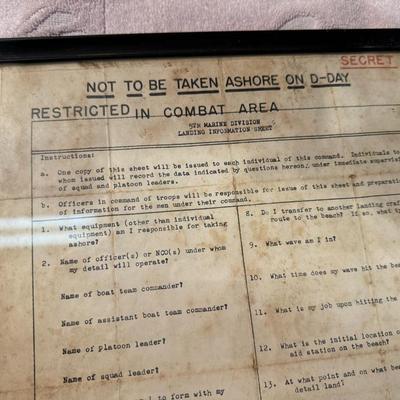 SECRET
NOT TO BE TAKEN ASHORE ON D-DAY
RESTRICTED IN COMBAT AREA
5TH MARINE DIVISION
LANDING INFORMATION SHEET
Instructions:
a. One copy of this sheet will be issued to each individual of this command. Individuals to
whom issued will record the data indicated by questions hereon, under immediate
of squad and platoon leaders.
b. Officers in command of troops will be responsible for issue of this sheet and
of information for the men under their command.
1. What equipment (other than individual
equipment) am I responsible for taking
ashore?
2. Name of officer(s) or NCO(s) under whom
my detail will operate?
Name of boat team commander?
Name of assistant boat team commander?
Name of platoon leader?
Name of squad leader?
I to form with my
8. Do I transfer to another landing
route to the beach? If so, what
9. What wave am I in?
10. What time does my wave hit the
11. What is my job upon hitting the
12. What is the initial location
aid station on the beach?
13. At what point and on what
detail land?